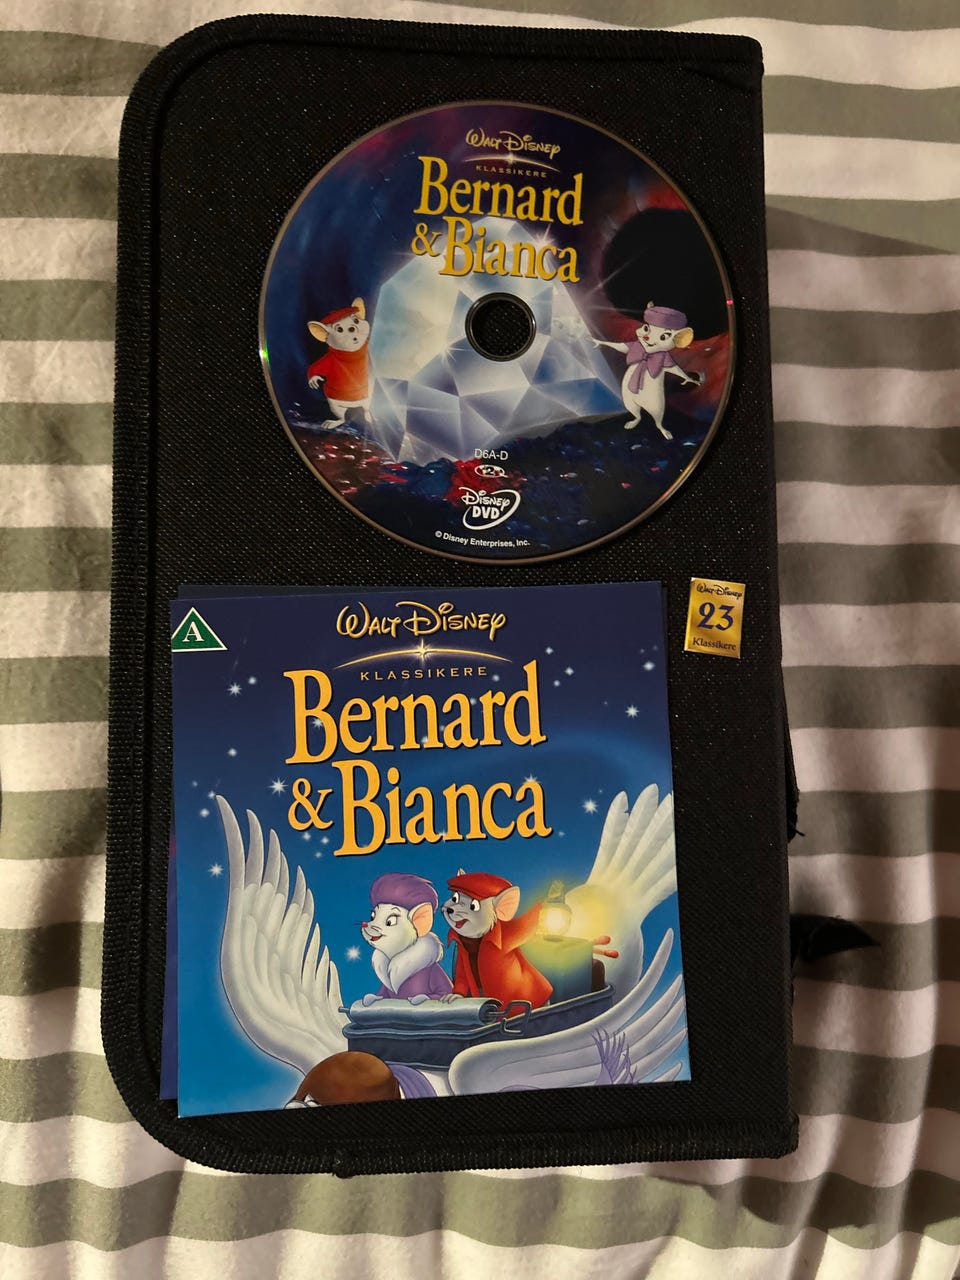 Walt Disney
KLASSIKERE
Bernard
& Bianca
D6A-D
2
Disney
DVD
© Disney Enterprises, Inc.
A
Walt Disney
KLASSIKERE
Bernard
& Bianca
Walt Disney
23
Klassikere